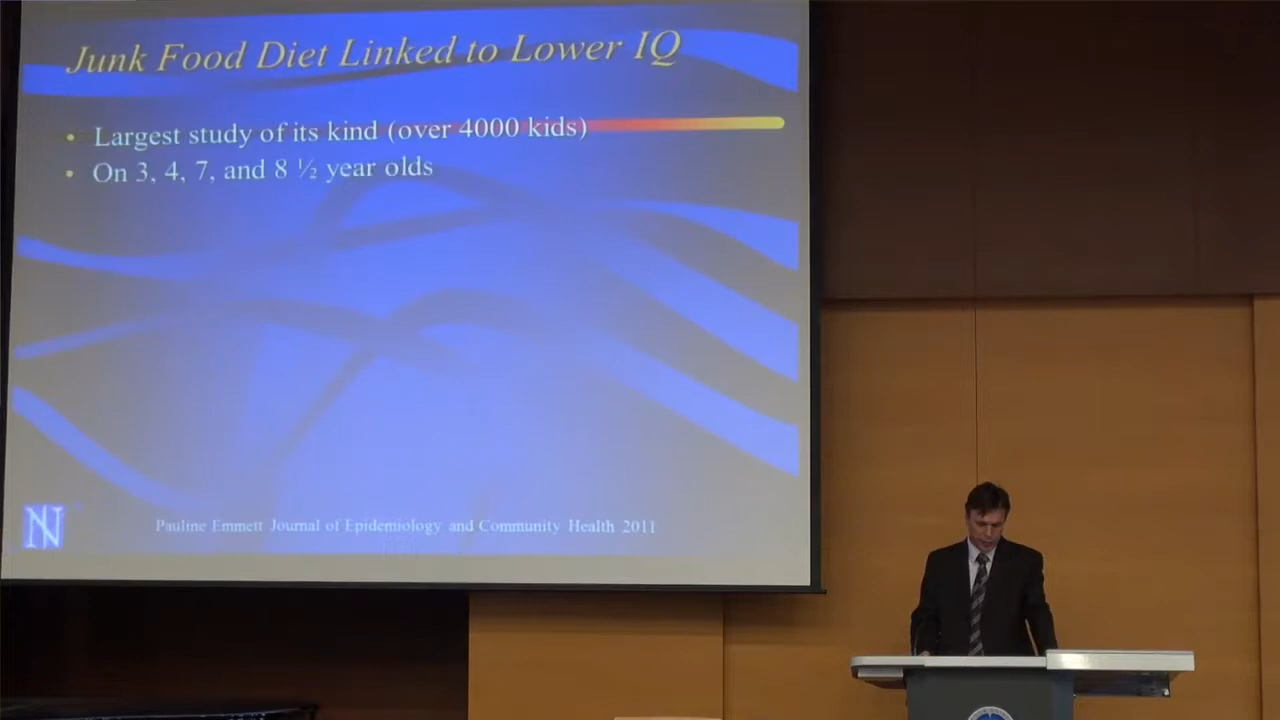 Junk Food Diet Linked to Lower IQ
• Largest study of its kind (over 4000 kids)
• On 3, 4, 7, and 8 ½ year olds
N
Pauline Emmett Journal of Epidemiology and Community Health 2011